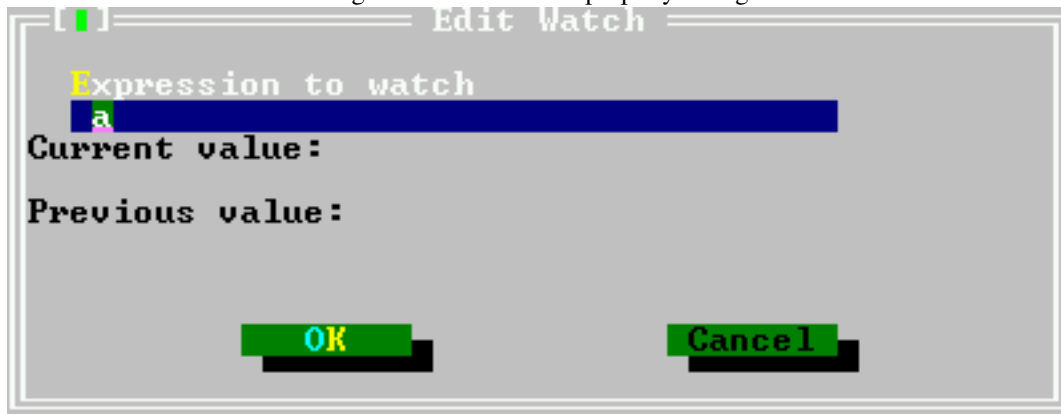 Edit Watch
Expression to watch
a
Current value:
Previous value:
OK Cancel